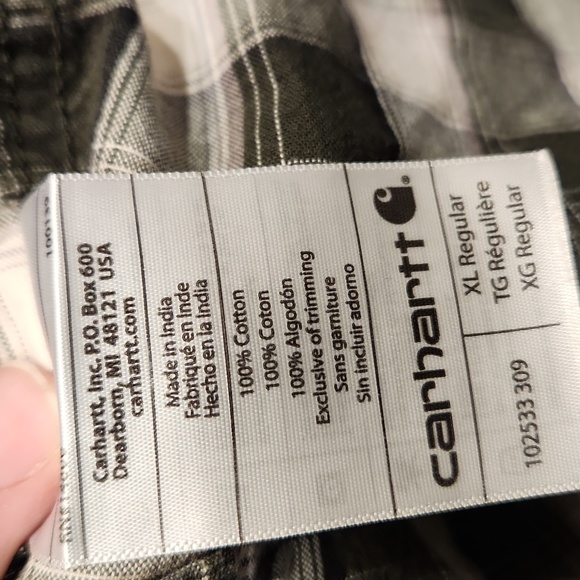 carhartt.
XL Regular
TG Régulière
XG Regular
102533 309
100% Cotton
100% Coton
100% Algodón
Exclusive of trimming
Sans garniture
Sin incluir adorno
Made in India
Fabriqué en Inde
Hecho en la India
Carhartt, Inc. P.O. Box 600
Dearborn, MI 48121 USA
carhartt.com